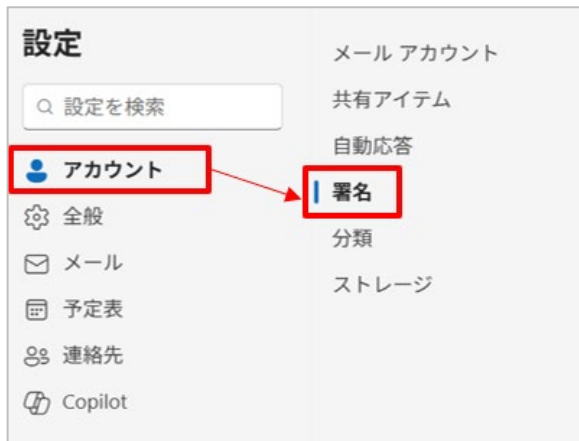 設定
設定を検索
アカウント
全般
メール
予定表
連絡先
Copilot
メール アカウント
共有アイテム
自動応答
署名
分類
ストレージ